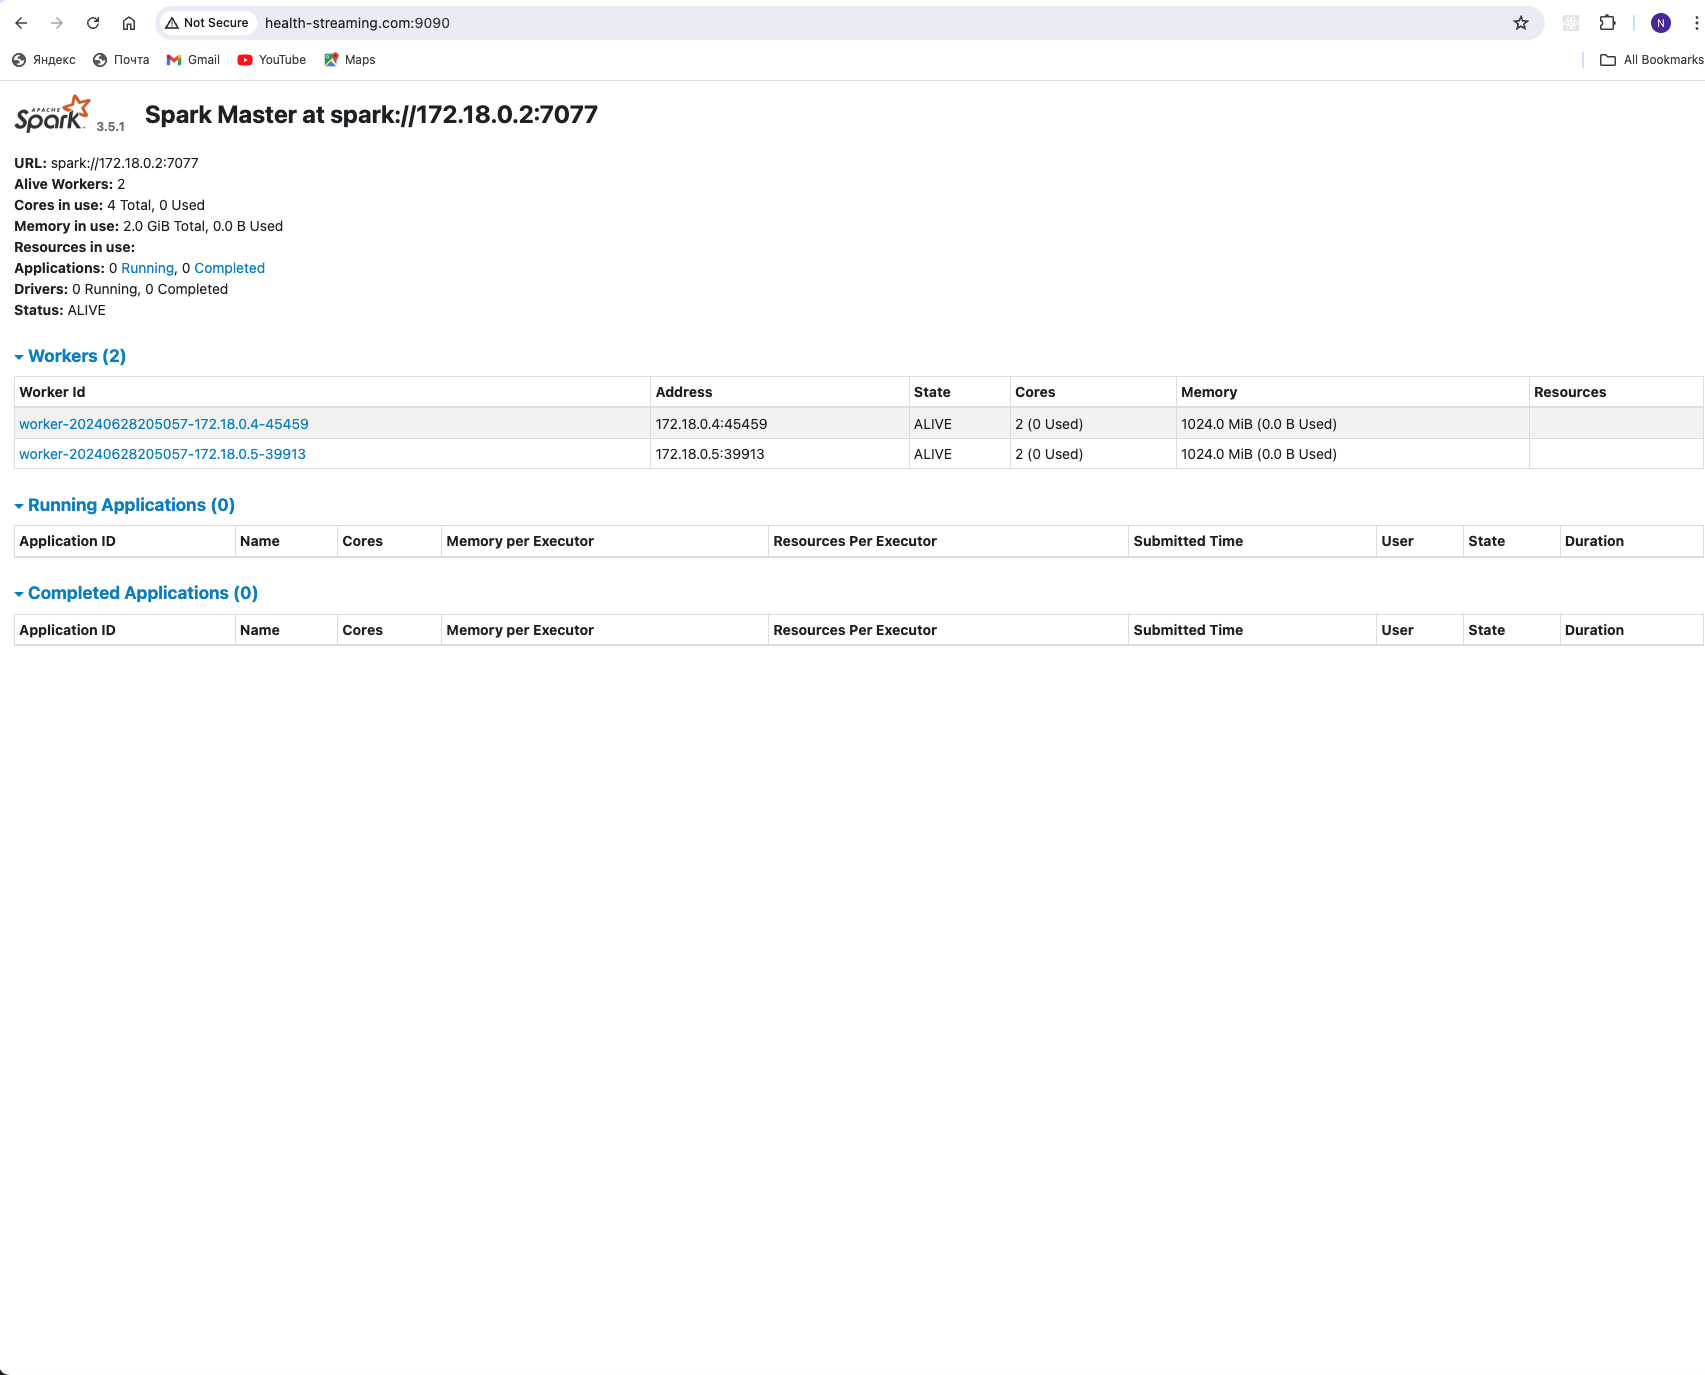 Not Secure health-streaming.com:9090 N
Яндекс Почта Gmail YouTube Maps All Bookmarks
APACHE Spark 3.5.1 Spark Master at spark://172.18.0.2:7077
URL: spark://172.18.0.2:7077
Alive Workers: 2
Cores in use: 4 Total, 0 Used
Memory in use: 2.0 GiB Total, 0.0 B Used
Resources in use:
Applications: 0 Running, 0 Completed
Drivers: 0 Running, 0 Completed
Status: ALIVE
Workers (2)
Worker Id Address State Cores Memory Resources
worker-20240628205057-172.18.0.4-45459 172.18.0.4:45459 ALIVE 2 (0 Used) 1024.0 MiB (0.0 B Used)
worker-20240628205057-172.18.0.5-39913 172.18.0.5:39913 ALIVE 2 (0 Used) 1024.0 MiB (0.0 B Used)
Running Applications (0)
Application ID Name Cores Memory per Executor Resources Per Executor Submitted Time User State Duration
Completed Applications (0)
Application ID Name Cores Memory per Executor Resources Per Executor Submitted Time User State Duration